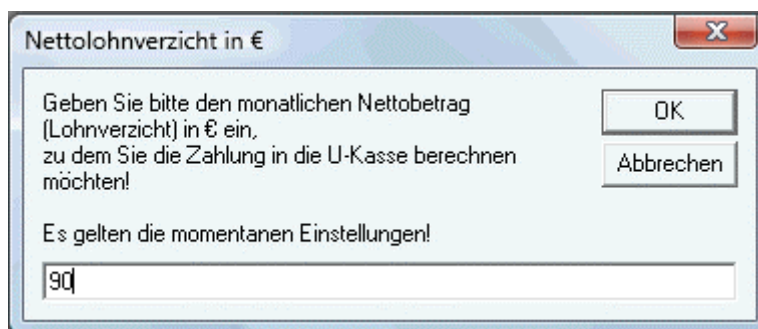 Nettolohnverzicht in €
Geben Sie bitte den monatlichen Nettobetrag
(Lohnverzicht) in € ein,
zu dem Sie die Zahlung in die U-Kasse berechnen
möchten!
OK
Abbrechen
Es gelten die momentanen Einstellungen!
90